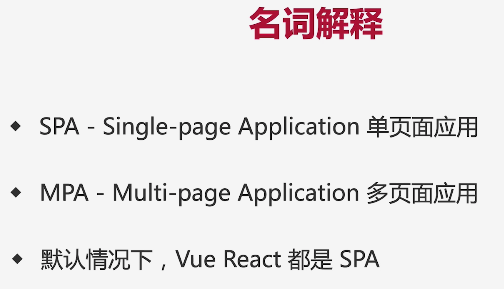 名词解释
◆ SPA - Single-page Application 单页面应用
◆ MPA - Multi-page Application 多页面应用
◆ 默认情况下，Vue React 都是 SPA